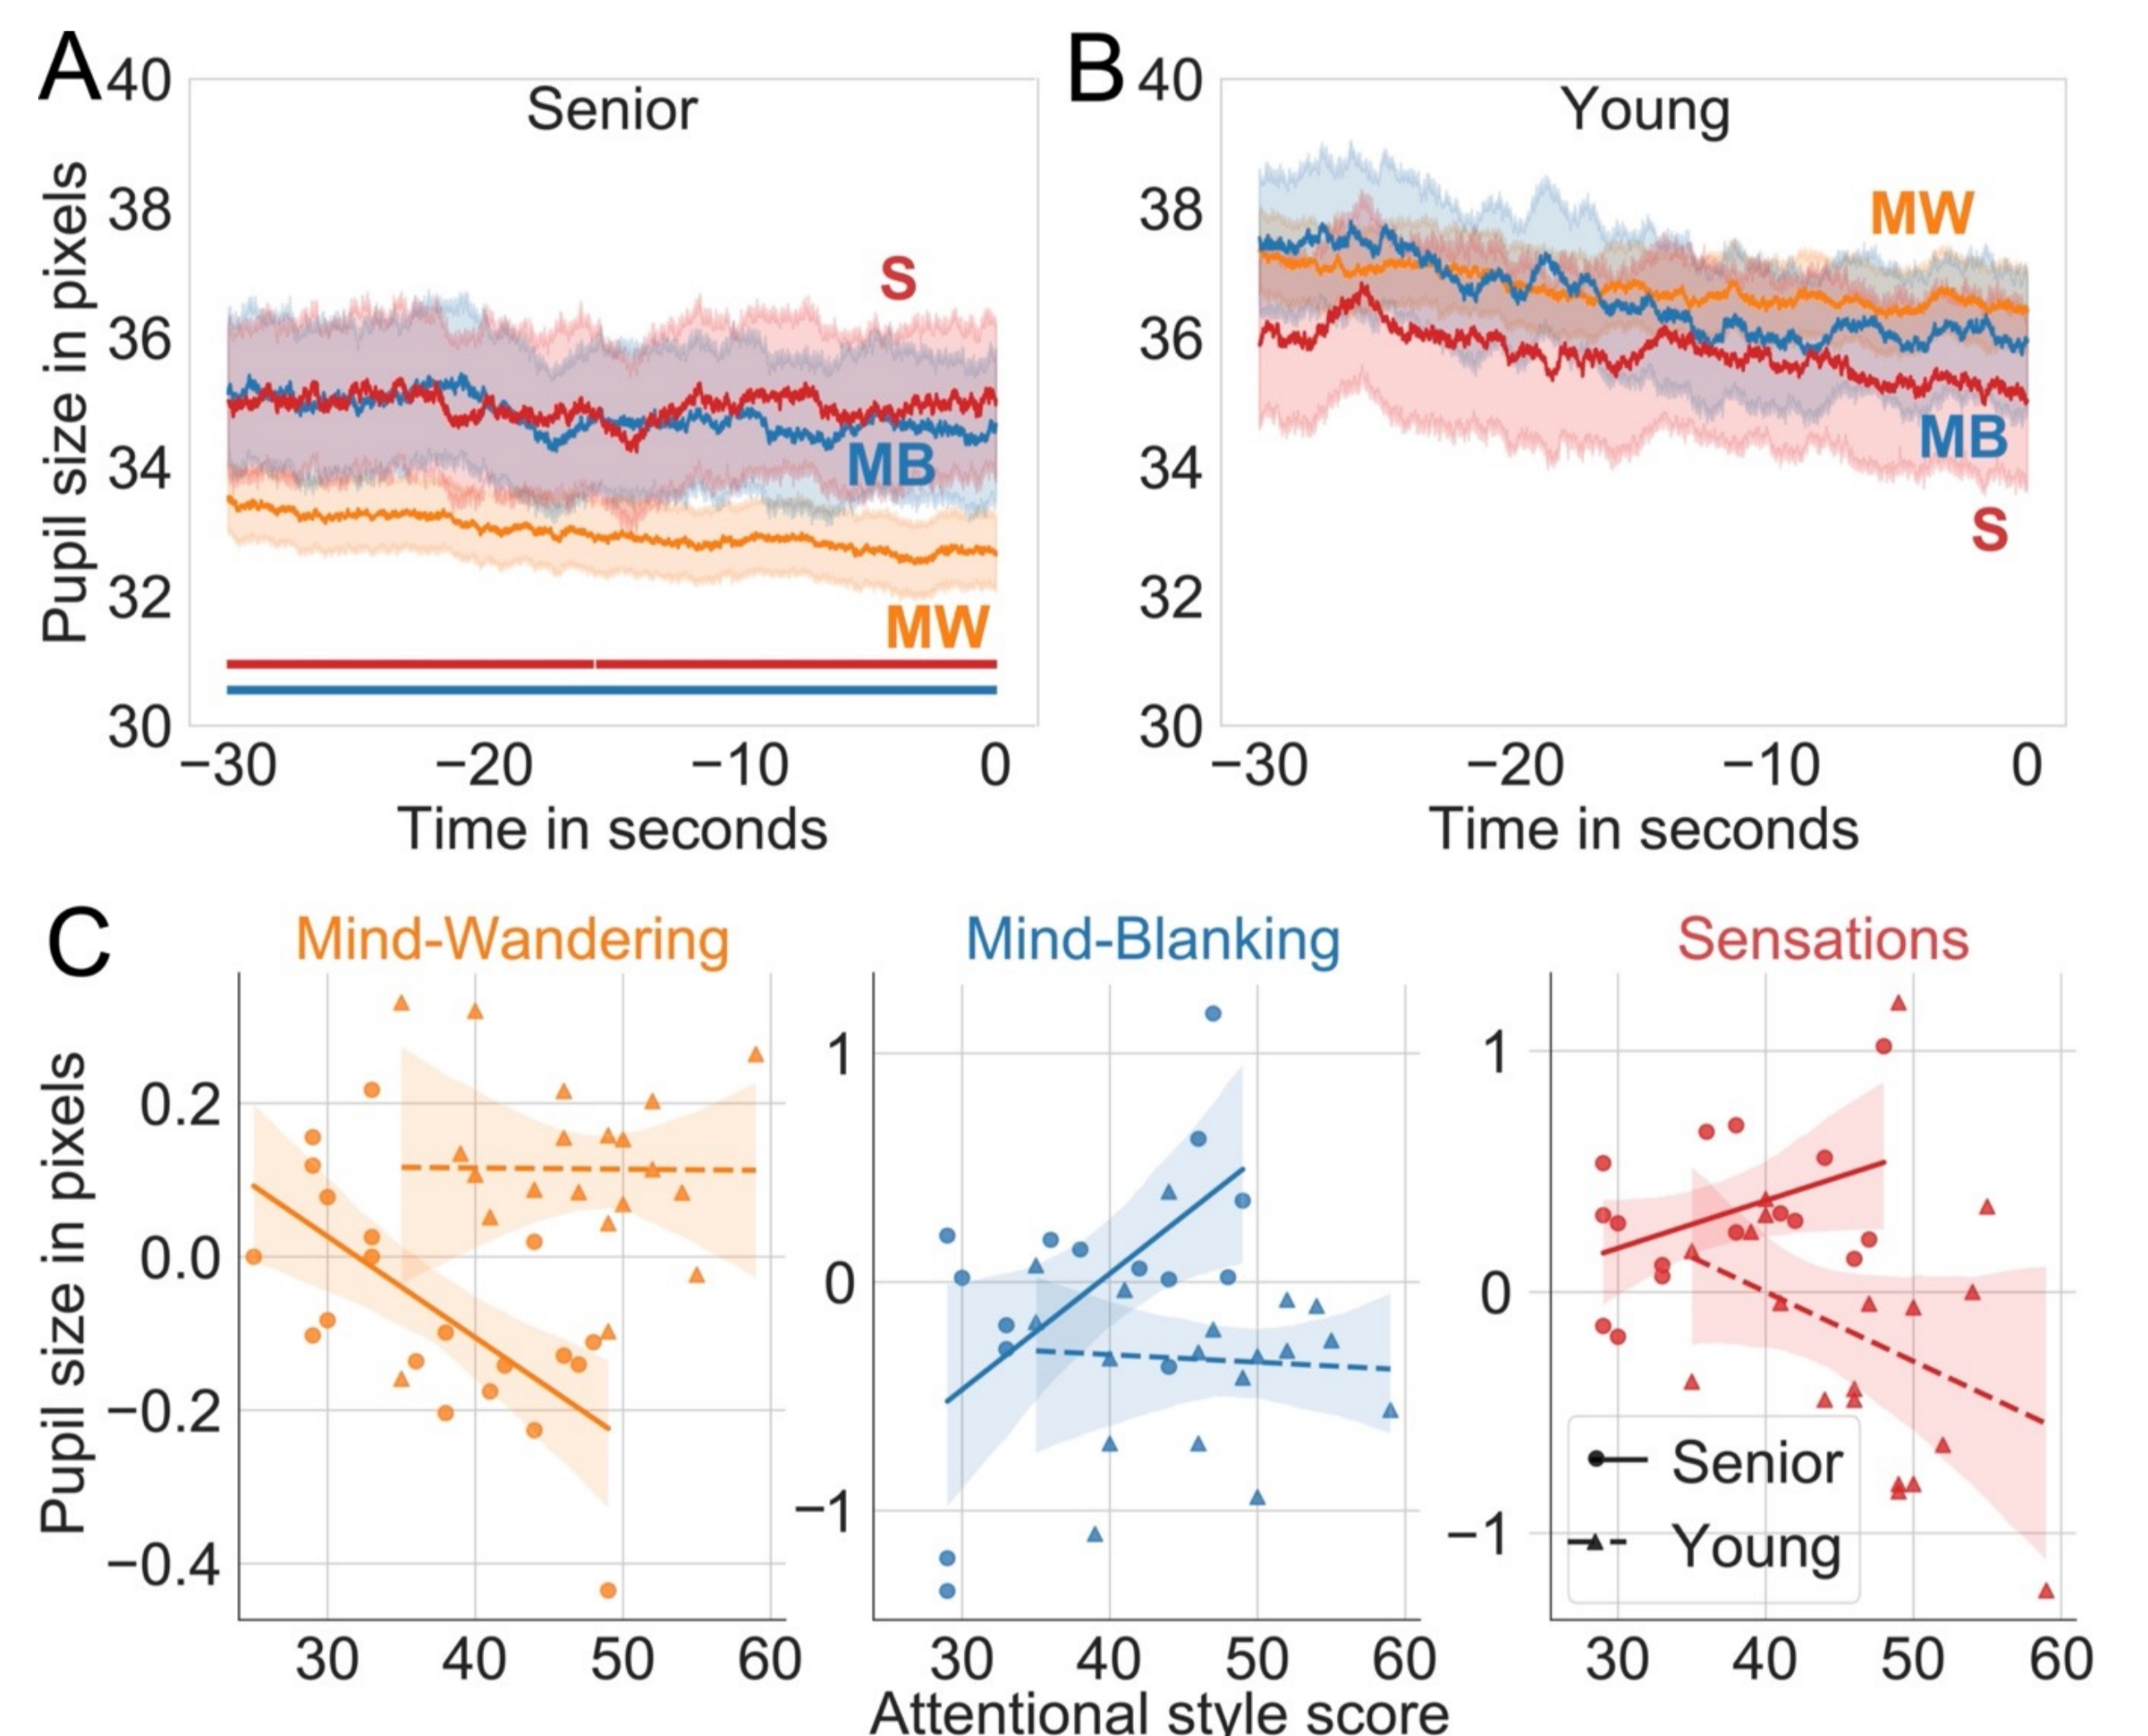 A
B
Senior
Young
40
38
36
34
32
30
Pupil size in pixels
S
MB
MW
−30
−20
−10
0
Time in seconds
40
38
36
34
32
30
MW
MB
S
−30
−20
−10
0
Time in seconds
C
Mind-Wandering
Mind-Blanking
Sensations
Pupil size in pixels
0.2
0.0
−0.2
−0.4
30
40
50
60
1
0
−1
30
40
50
60
1
0
−1
Senior
Young
30
40
50
60
Attentional style score